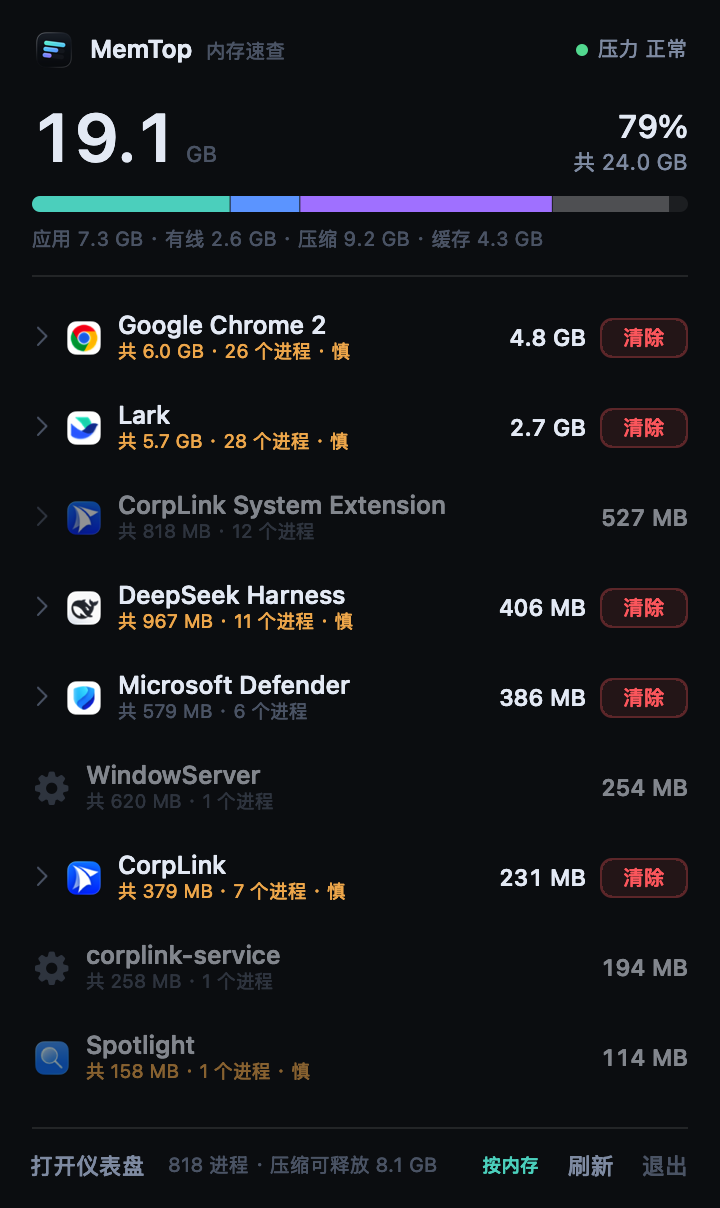 MemTop 内存速查
压力 正常
19.1 GB
79%
共 24.0 GB
应用 7.3 GB · 有线 2.6 GB · 压缩 9.2 GB · 缓存 4.3 GB
Google Chrome 2
共 6.0 GB · 26 个进程 · 慎
4.8 GB 清除
Lark
共 5.7 GB · 28 个进程 · 慎
2.7 GB 清除
CorpLink System Extension
共 818 MB · 12 个进程
527 MB
DeepSeek Harness
共 967 MB · 11 个进程 · 慎
406 MB 清除
Microsoft Defender
共 579 MB · 6 个进程
386 MB 清除
WindowServer
共 620 MB · 1 个进程
254 MB
CorpLink
共 379 MB · 7 个进程 · 慎
231 MB 清除
corplink-service
共 258 MB · 1 个进程
194 MB
Spotlight
共 158 MB · 1 个进程 · 慎
114 MB
打开仪表盘 818 进程 · 压缩可释放 8.1 GB 按内存 刷新 退出